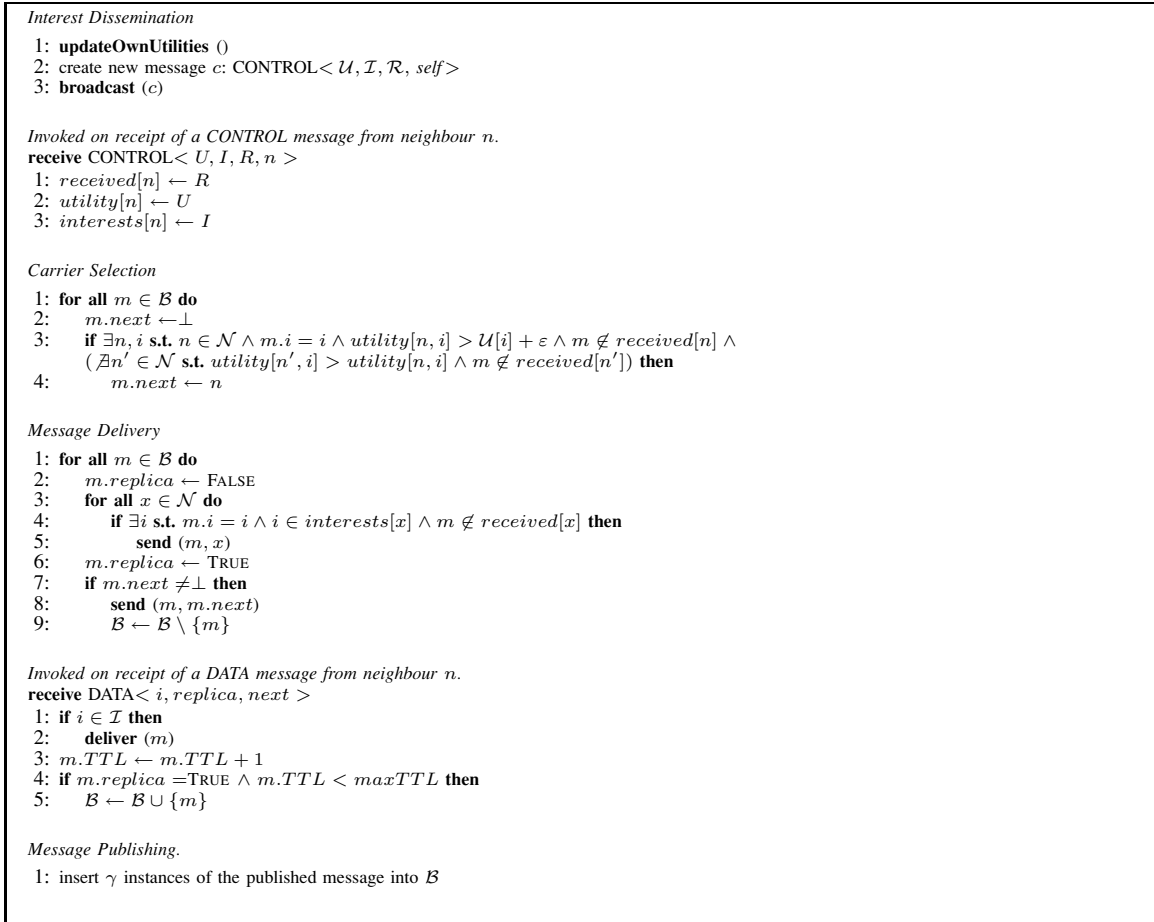 Interest Dissemination
1: updateOwnUtilities ()
2: create new message c: CONTROL< 𝒰, ℐ, ℛ, self>
3: broadcast (c)
Invoked on receipt of a CONTROL message from neighbour n.
receive CONTROL< U, I, R, n >
1: received[n] ← R
2: utility[n] ← U
3: interests[n] ← I
Carrier Selection
1: for all m ∈ ℬ do
2: m.next ←⊥
3: if ∃n, i s.t. n ∈ 𝒩 ∧ m.i = i ∧ utility[n, i] > 𝒰[i] + ε ∧ m ∉ received[n] ∧
( ∄n′ ∈ 𝒩 s.t. utility[n′, i] > utility[n, i] ∧ m ∉ received[n′]) then
4: m.next ← n
Message Delivery
1: for all m ∈ ℬ do
2: m.replica ← FALSE
3: for all x ∈ 𝒩 do
4: if ∃i s.t. m.i = i ∧ i ∈ interests[x] ∧ m ∉ received[x] then
5: send (m, x)
6: m.replica ← TRUE
7: if m.next ≠⊥ then
8: send (m, m.next)
9: ℬ ← ℬ \ {m}
Invoked on receipt of a DATA message from neighbour n.
receive DATA< i, replica, next >
1: if i ∈ ℐ then
2: deliver (m)
3: m.TTL ← m.TTL + 1
4: if m.replica =TRUE ∧ m.TTL < maxTTL then
5: ℬ ← ℬ ∪ {m}
Message Publishing.
1: insert γ instances of the published message into ℬ